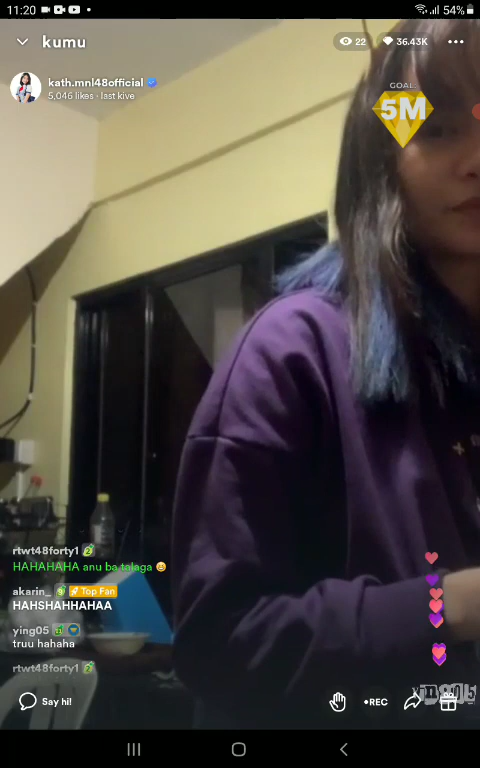 11:20
54%
kumu
22
36.43K
kath.mnl48official
5,046 likes · last kive
GOAL:
5M
rtwt48forty1
HAHAHAHA anu ba talaga
akarin_ Top Fan
HAHSHAHHAHAA
ying05
truu hahaha
rtwt48forty1
Say hi!
•REC